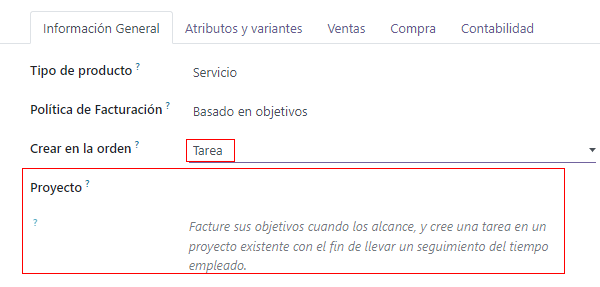 Información General Atributos y variantes Ventas Compra Contabilidad
Tipo de producto ? Servicio
Política de Facturación ? Basado en objetivos
Crear en la orden ? Tarea
Proyecto ?
? Facture sus objetivos cuando los alcance, y cree una tarea en un
proyecto existente con el fin de llevar un seguimiento del tiempo
empleado.